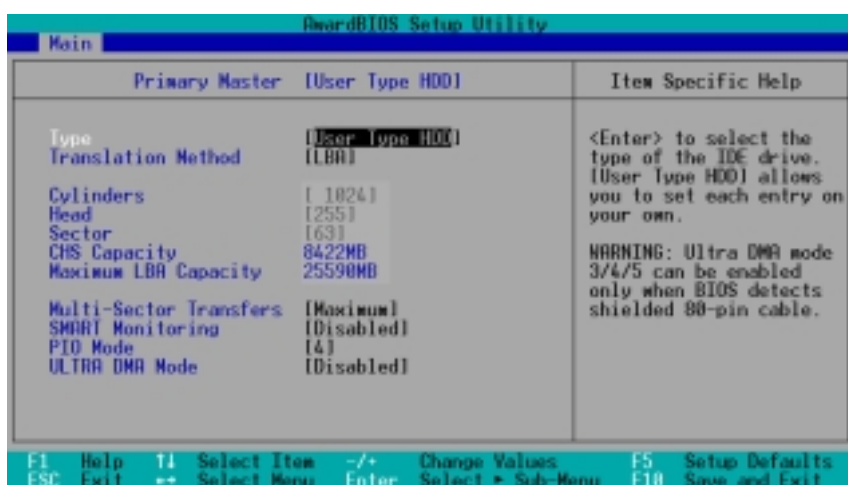 AwardBIOS Setup Utility
Main
Primary Master [User Type HDD]
Item Specific Help
Type [User Type HDD]
Translation Method [LBA]
Cylinders [ 1024]
Head [255]
Sector [63]
CHS Capacity 8422MB
Maximum LBA Capacity 25590MB
Multi-Sector Transfers [Maximum]
SMART Monitoring [Disabled]
PIO Mode [4]
ULTRA DMA Mode [Disabled]
<Enter> to select the
type of the IDE drive.
[User Type HDD] allows
you to set each entry on
your own.
WARNING: Ultra DMA mode
3/4/5 can be enabled
only when BIOS detects
shielded 80-pin cable.
F1 Help ↑↓ Select Item -/+ Change Values F5 Setup Defaults
ESC Exit ←→ Select Menu Enter Select ► Sub-Menu F10 Save and Exit